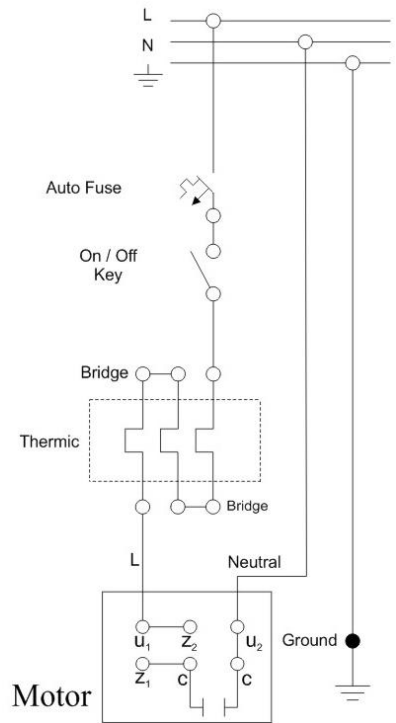 L
N
Auto Fuse
On / Off
Key
Bridge
Thermic
Bridge
L
Neutral
u₁ z₂ u₂
Ground
z₁ c c
Motor